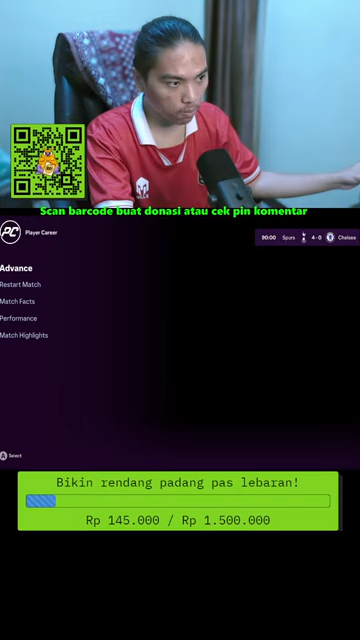 Scan barcode buat donasi atau cek pin komentar
PC Player Career
90:00 Spurs 4-0 Chelsea
Advance
Restart Match
Match Facts
Performance
Match Highlights
A Select
Bikin rendang padang pas lebaran!
Rp 145.000 / Rp 1.500.000